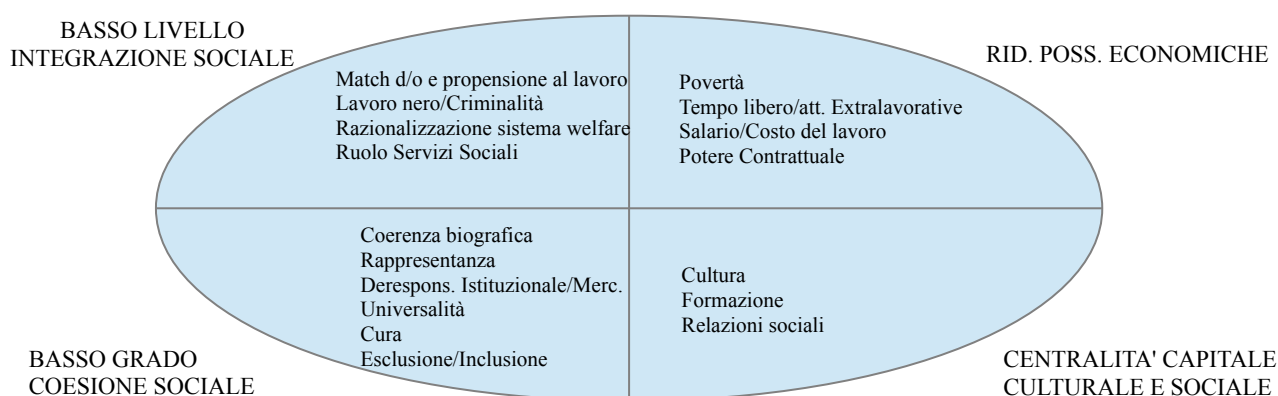 BASSO LIVELLO
INTEGRAZIONE SOCIALE
Match d/o e propensione al lavoro
Lavoro nero/Criminalità
Razionalizzazione sistema welfare
Ruolo Servizi Sociali
RID. POSS. ECONOMICHE
Povertà
Tempo libero/att. Extralavorative
Salario/Costo del lavoro
Potere Contrattuale
Coerenza biografica
Rappresentanza
Derespons. Istituzionale/Merc.
Universalità
Cura
Esclusione/Inclusione
BASSO GRADO
COESIONE SOCIALE
Cultura
Formazione
Relazioni sociali
CENTRALITA' CAPITALE
CULTURALE E SOCIALE